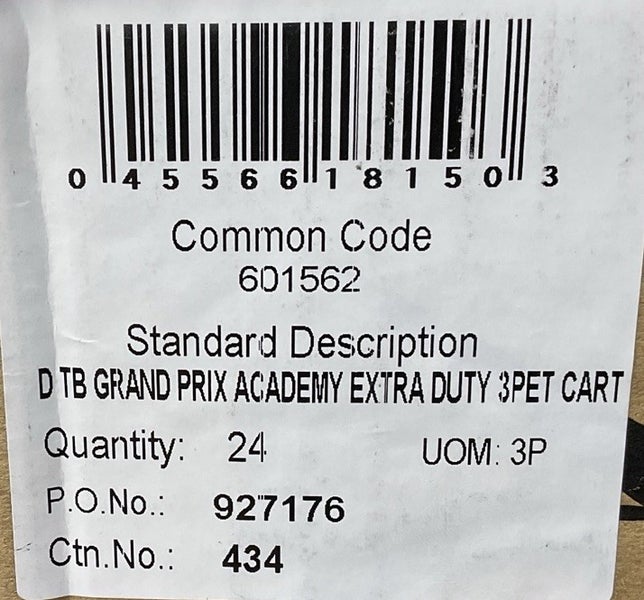 0 45566 18150 3
Common Code
601562
Standard Description
D TB GRAND PRIX ACADEMY EXTRA DUTY 3PET CART
Quantity: 24 UOM: 3P
P.O.No.: 927176
Ctn.No.: 434